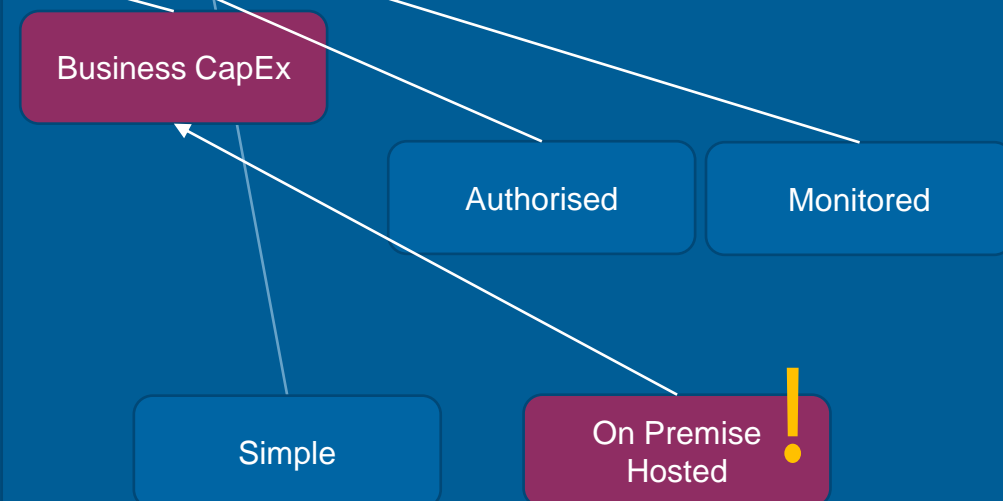 Business CapEx
Authorised
Monitored
Simple
On Premise
Hosted
!